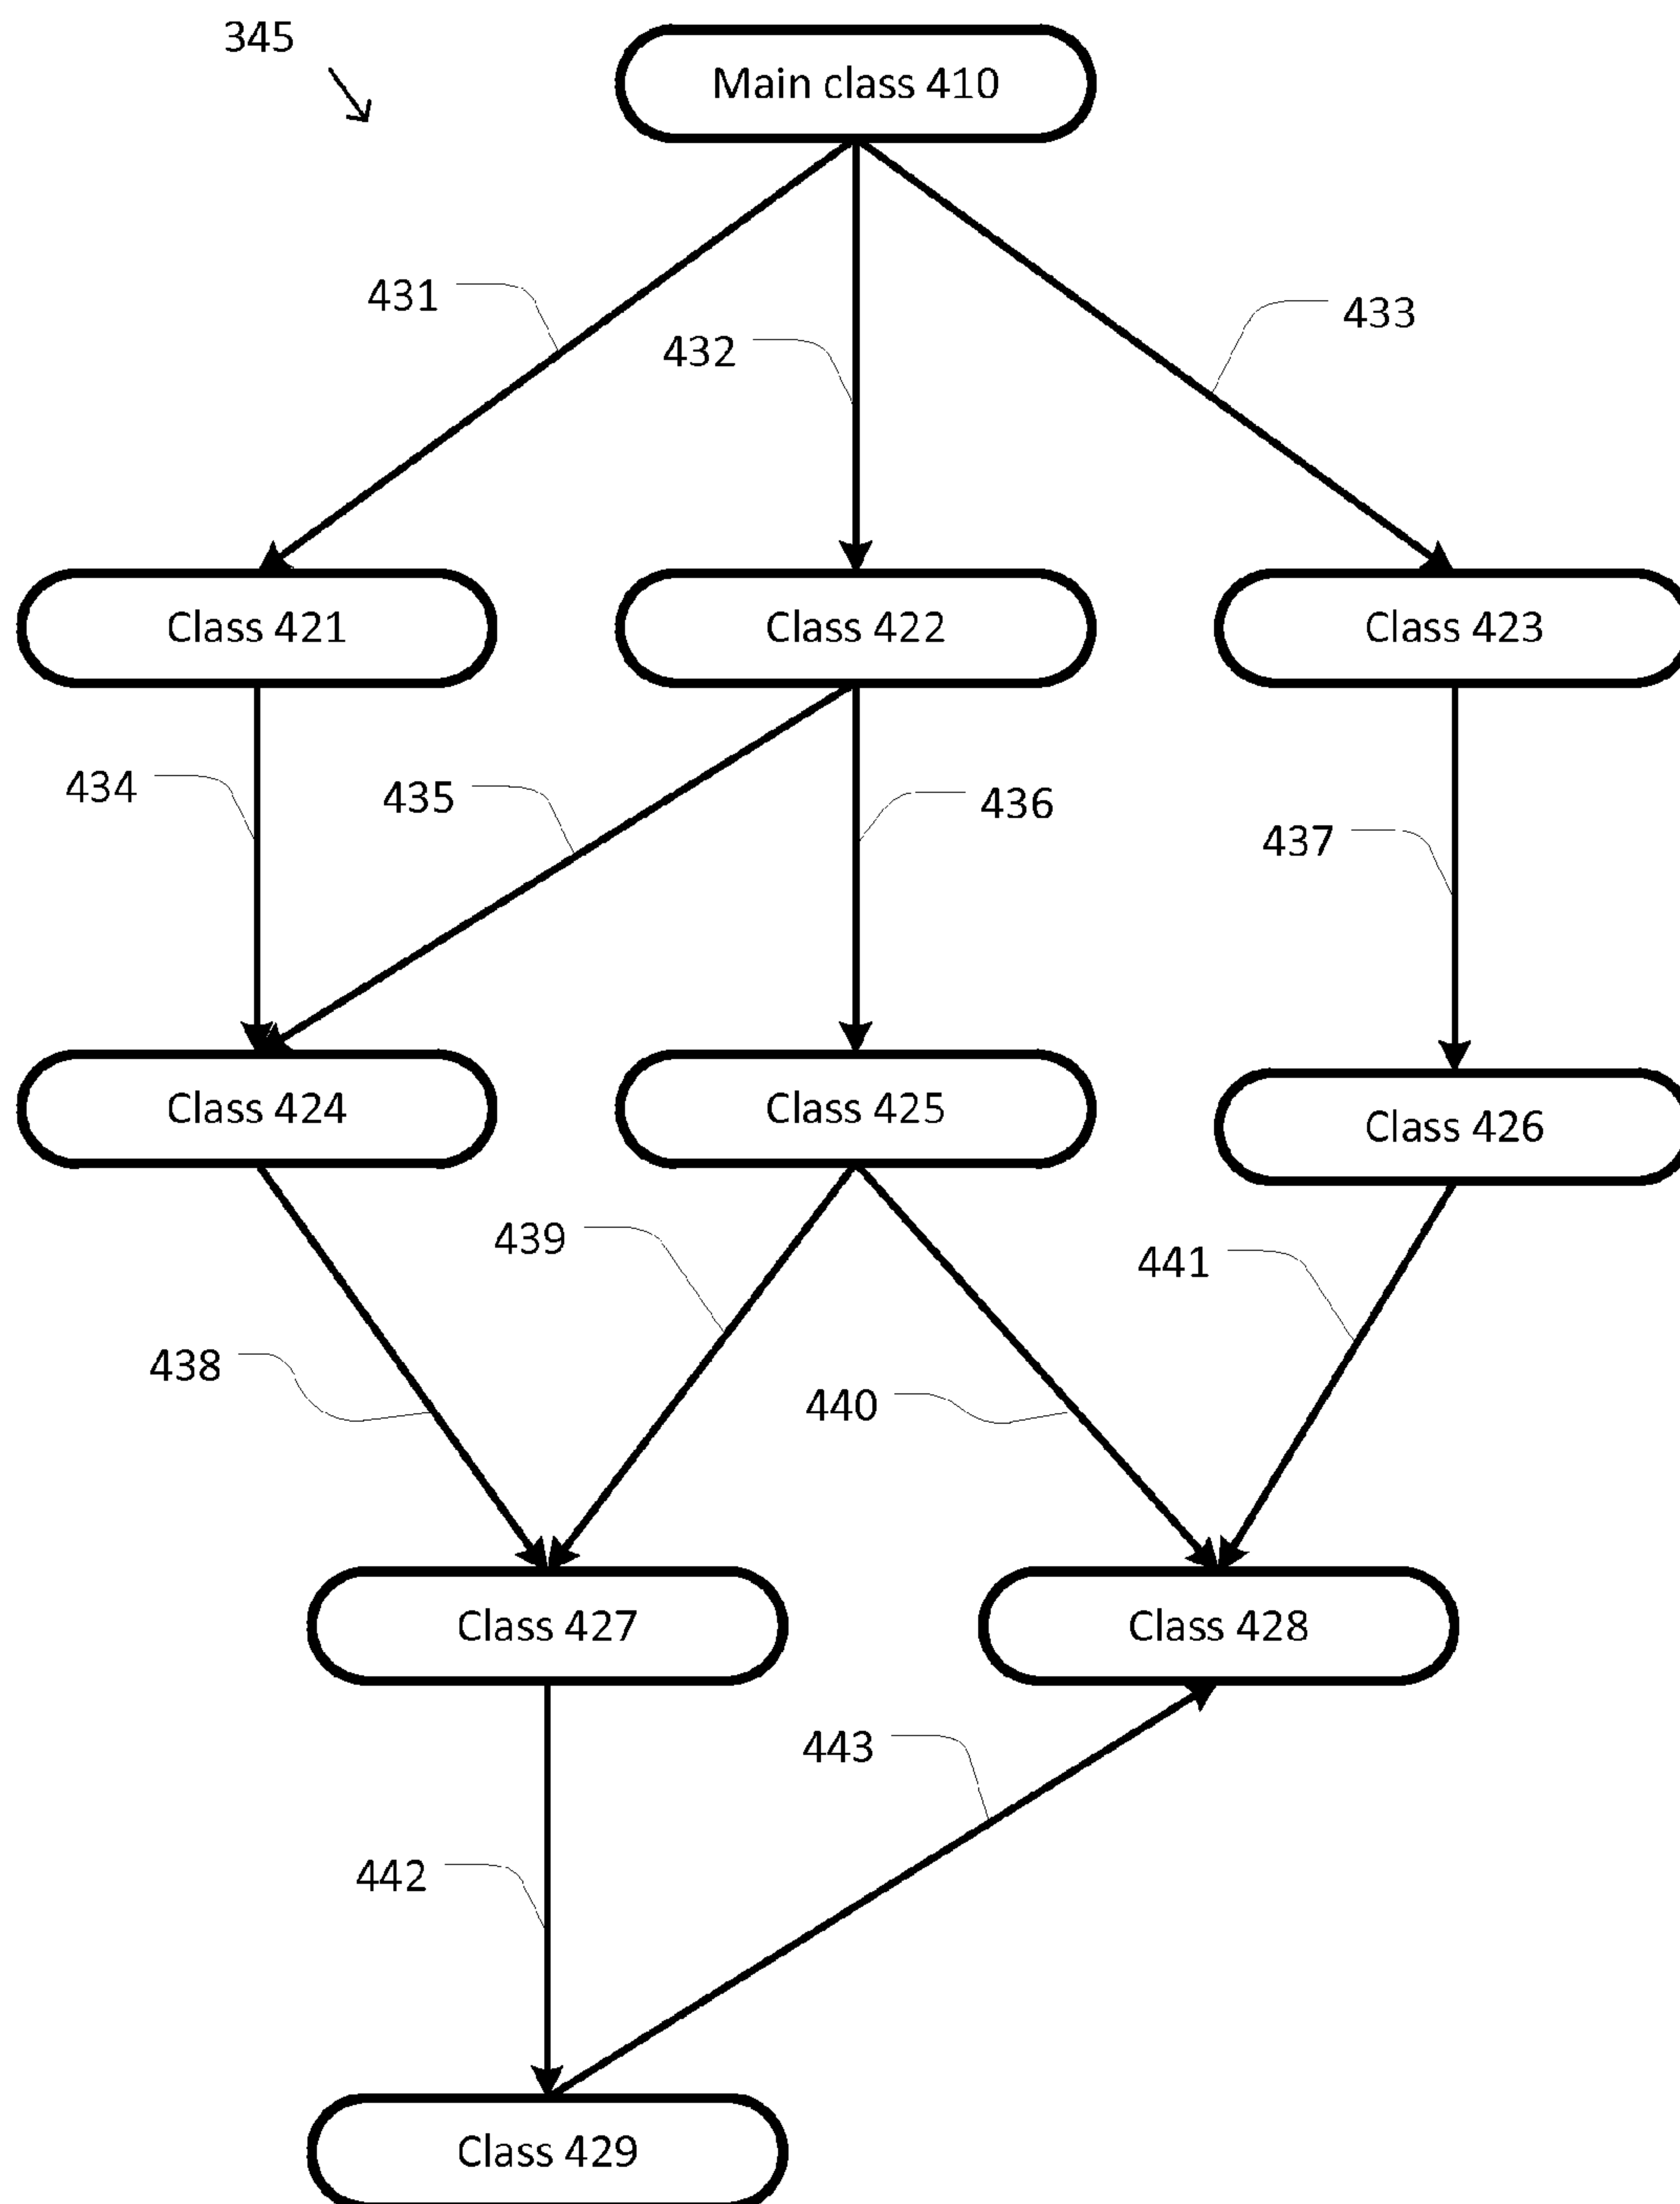 345
Main class 410
431
433
432
Class 421
Class 422
Class 423
434
435
436
437
Class 424
Class 425
Class 426
439
441
438
440
Class 427
Class 428
443
442
Class 429